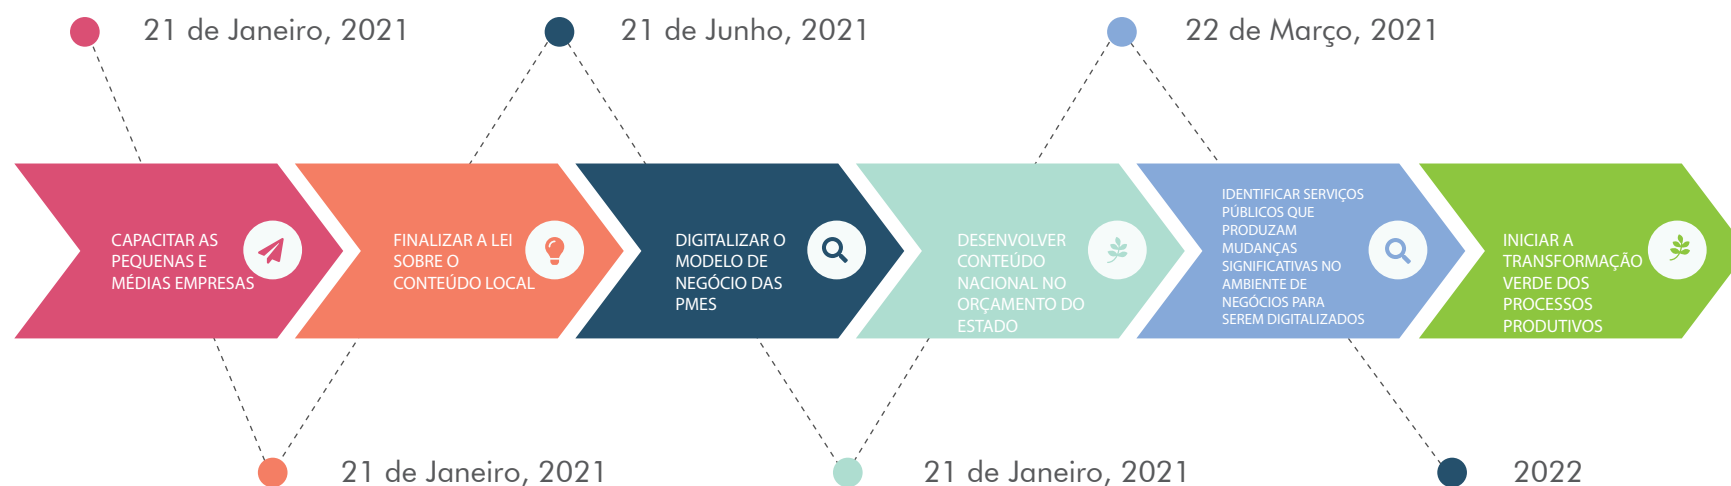 21 de Janeiro, 2021
21 de Junho, 2021
22 de Março, 2021
CAPACITAR AS
PEQUENAS E
MÉDIAS EMPRESAS
FINALIZAR A LEI
SOBRE O
CONTEÚDO LOCAL
DIGITALIZAR O
MODELO DE
NEGÓCIO DAS
PMES
DESENVOLVER
CONTEÚDO
NACIONAL NO
ORÇAMENTO DO
ESTADO
IDENTIFICAR SERVIÇOS
PÚBLICOS QUE
PRODUZAM
MUDANÇAS
SIGNIFICATIVAS NO
AMBIENTE DE
NEGÓCIOS PARA
SEREM DIGITALIZADOS
INICIAR A
TRANSFORMAÇÃO
VERDE DOS
PROCESSOS
PRODUTIVOS
21 de Janeiro, 2021
21 de Janeiro, 2021
2022